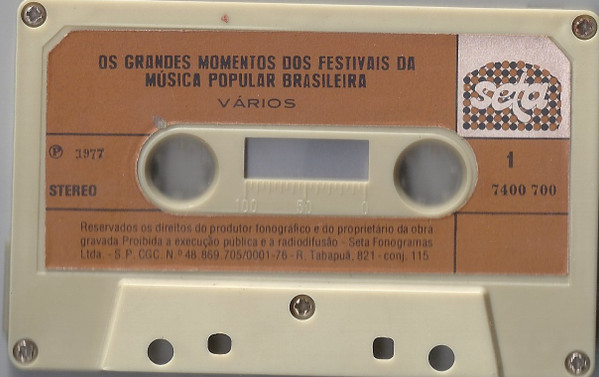 OS GRANDES MOMENTOS DOS FESTIVAIS DA
MÚSICA POPULAR BRASILEIRA
VÁRIOS
seta
Ⓟ 1977
STEREO
1
7400 700
100 50 0
Reservados os direitos do produtor fonográfico e do proprietário da obra
gravada Proibida a execução pública e a radiodifusão - Seta Fonogramas
Ltda. - S.P. CGC. N.º 48.869.705/0001-76 - R. Tabapuã, 821 - conj. 115